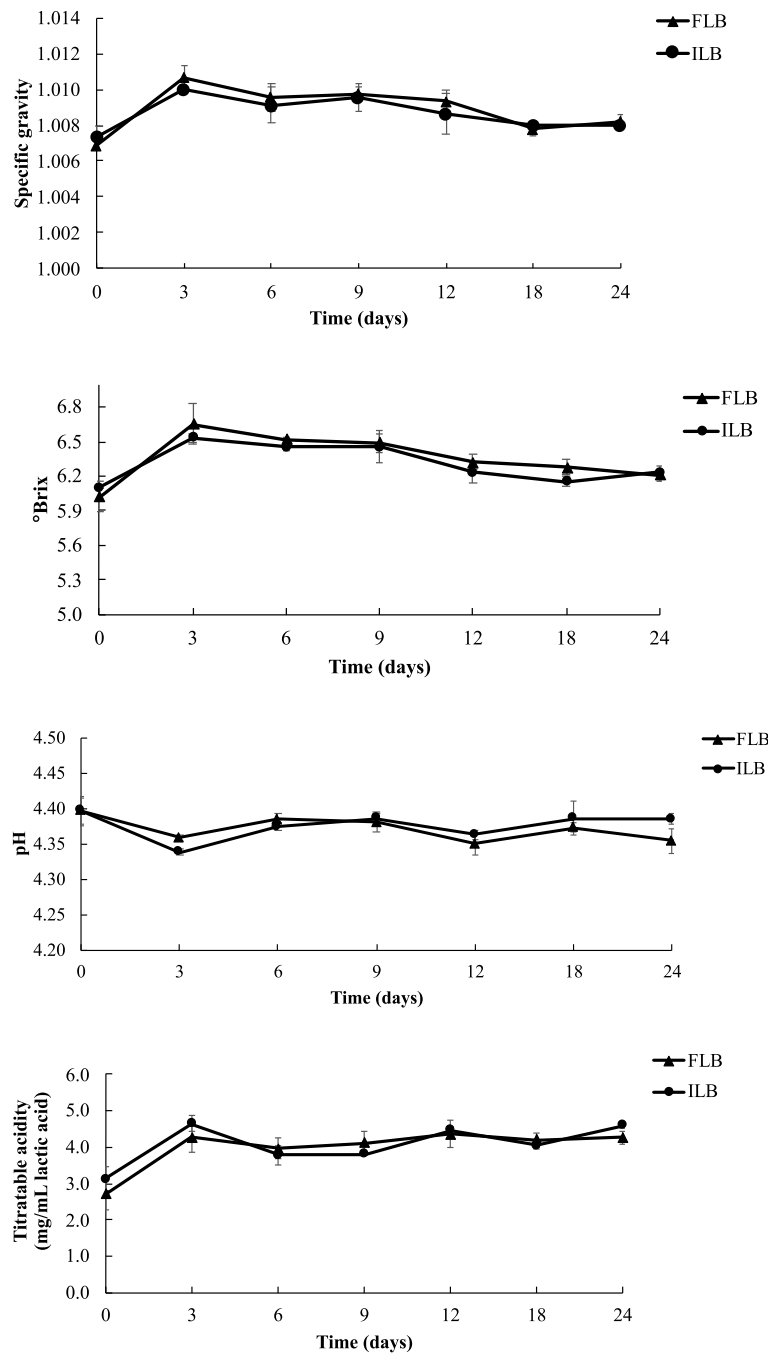 1.014
1.012
1.010
1.008
1.006
1.004
1.002
1.000
Specific gravity
0 3 6 9 12 18 24
Time (days)
FLB
ILB
6.8
6.5
6.2
5.9
5.6
5.3
5.0
°Brix
0 3 6 9 12 18 24
Time (days)
FLB
ILB
4.50
4.45
4.40
4.35
4.30
4.25
4.20
pH
0 3 6 9 12 18 24
Time (days)
FLB
ILB
6.0
5.0
4.0
3.0
2.0
1.0
0.0
Titratable acidity
(mg/mL lactic acid)
0 3 6 9 12 18 24
Time (days)
FLB
ILB